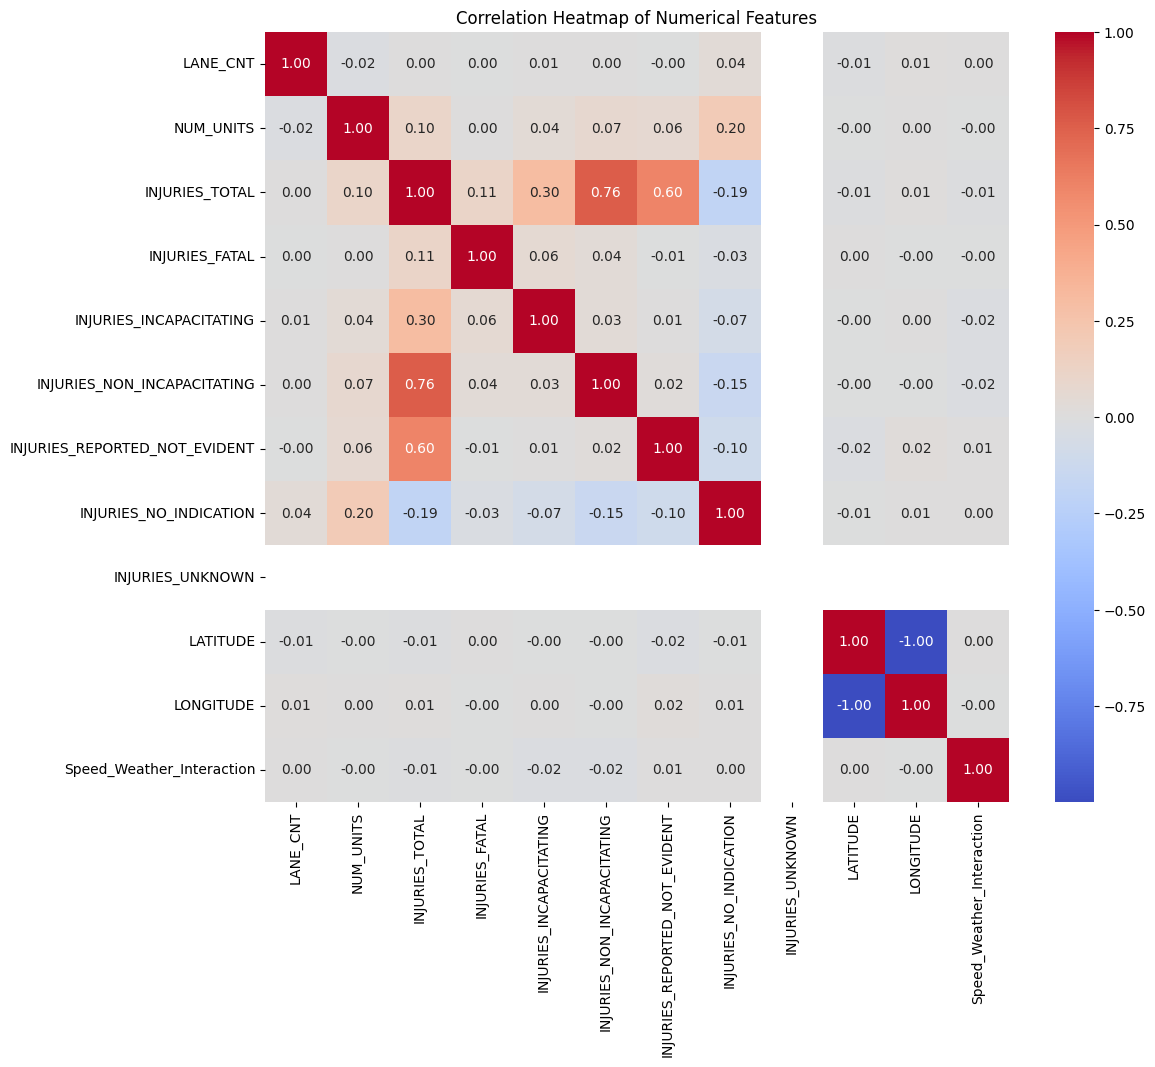 Correlation Heatmap of Numerical Features
LANE_CNT 1.00 -0.02 0.00 0.00 0.01 0.00 -0.00 0.04 -0.01 0.01 0.00
NUM_UNITS -0.02 1.00 0.10 0.00 0.04 0.07 0.06 0.20 -0.00 0.00 -0.00
INJURIES_TOTAL 0.00 0.10 1.00 0.11 0.30 0.76 0.60 -0.19 -0.01 0.01 -0.01
INJURIES_FATAL 0.00 0.00 0.11 1.00 0.06 0.04 -0.01 -0.03 0.00 -0.00 -0.00
INJURIES_INCAPACITATING 0.01 0.04 0.30 0.06 1.00 0.03 0.01 -0.07 -0.00 0.00 -0.02
INJURIES_NON_INCAPACITATING 0.00 0.07 0.76 0.04 0.03 1.00 0.02 -0.15 -0.00 -0.00 -0.02
INJURIES_REPORTED_NOT_EVIDENT -0.00 0.06 0.60 -0.01 0.01 0.02 1.00 -0.10 -0.02 0.02 0.01
INJURIES_NO_INDICATION 0.04 0.20 -0.19 -0.03 -0.07 -0.15 -0.10 1.00 -0.01 0.01 0.00
INJURIES_UNKNOWN
LATITUDE -0.01 -0.00 -0.01 0.00 -0.00 -0.00 -0.02 -0.01 1.00 -1.00 0.00
LONGITUDE 0.01 0.00 0.01 -0.00 0.00 -0.00 0.02 0.01 -1.00 1.00 -0.00
Speed_Weather_Interaction 0.00 -0.00 -0.01 -0.00 -0.02 -0.02 0.01 0.00 0.00 -0.00 1.00
LANE_CNT
NUM_UNITS
INJURIES_TOTAL
INJURIES_FATAL
INJURIES_INCAPACITATING
INJURIES_NON_INCAPACITATING
INJURIES_REPORTED_NOT_EVIDENT
INJURIES_NO_INDICATION
INJURIES_UNKNOWN
LATITUDE
LONGITUDE
Speed_Weather_Interaction
1.00
0.75
0.50
0.25
0.00
−0.25
−0.50
−0.75